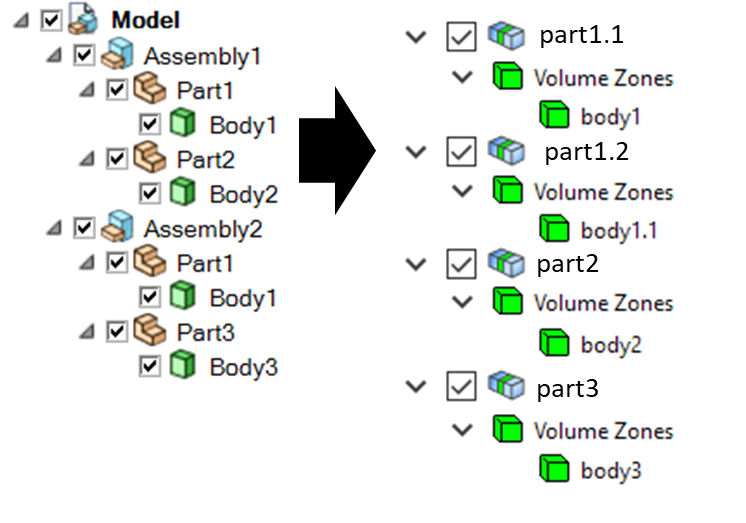 Model
Assembly1
Part1
Body1
Part2
Body2
Assembly2
Part1
Body1
Part3
Body3
part1.1
Volume Zones
body1
part1.2
Volume Zones
body1.1
part2
Volume Zones
body2
part3
Volume Zones
body3